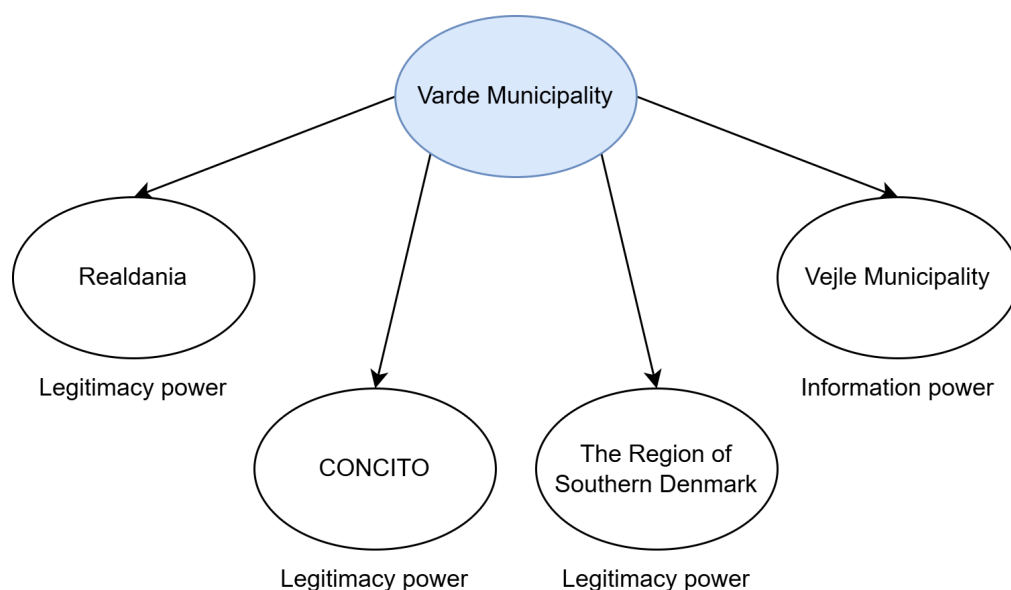 Varde Municipality
Realdania
Vejle Municipality
Legitimacy power
Information power
CONCITO
The Region of
Southern Denmark
Legitimacy power
Legitimacy power